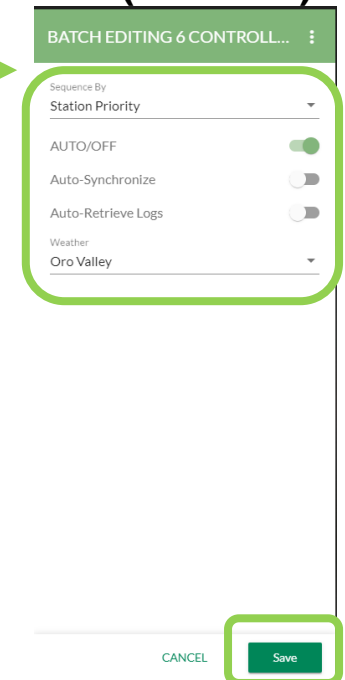 BATCH EDITING 6 CONTROLL...
Sequence By
Station Priority
AUTO/OFF
Auto-Synchronize
Auto-Retrieve Logs
Weather
Oro Valley
CANCEL Save